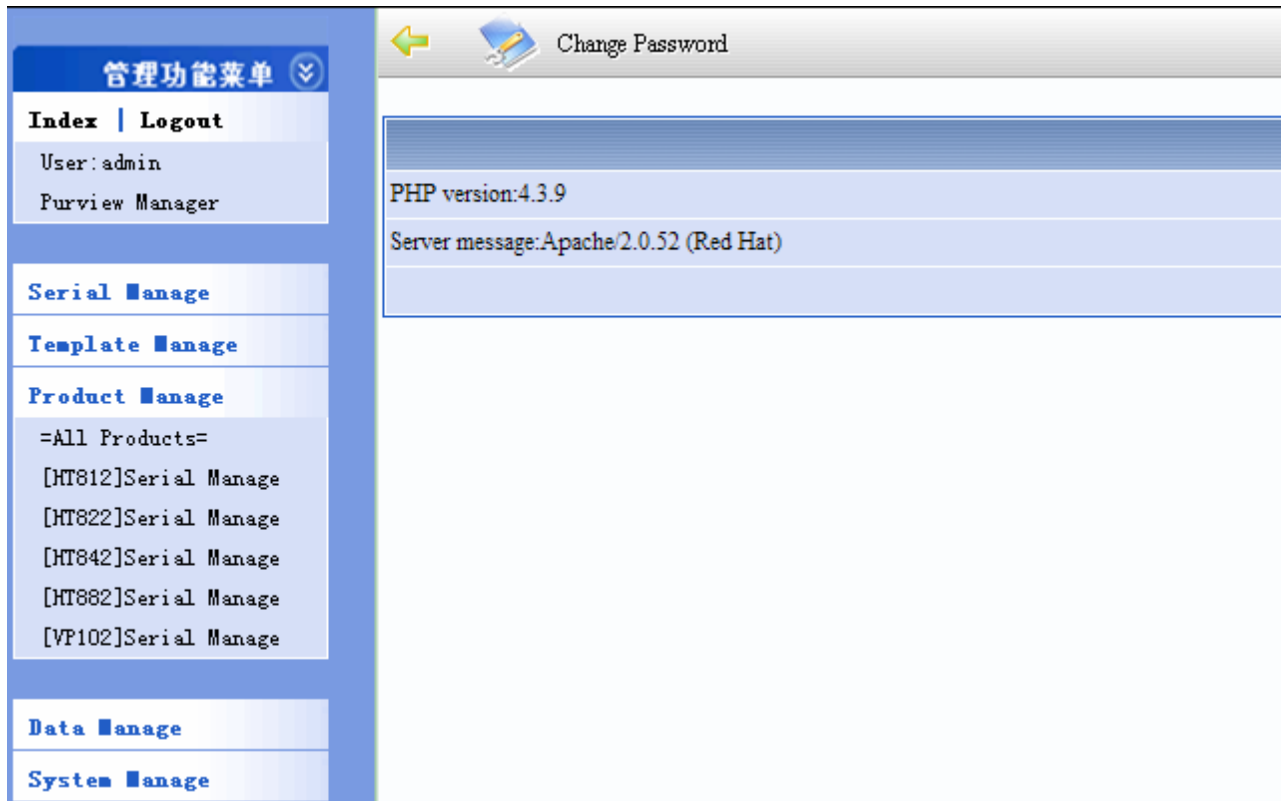 管理功能菜单
Index | Logout
User:admin
Purview Manager
Serial Manage
Template Manage
Product Manage
=All Products=
[HT812]Serial Manage
[HT822]Serial Manage
[HT842]Serial Manage
[HT882]Serial Manage
[VP102]Serial Manage
Data Manage
System Manage
Change Password
PHP version:4.3.9
Server message:Apache/2.0.52 (Red Hat)